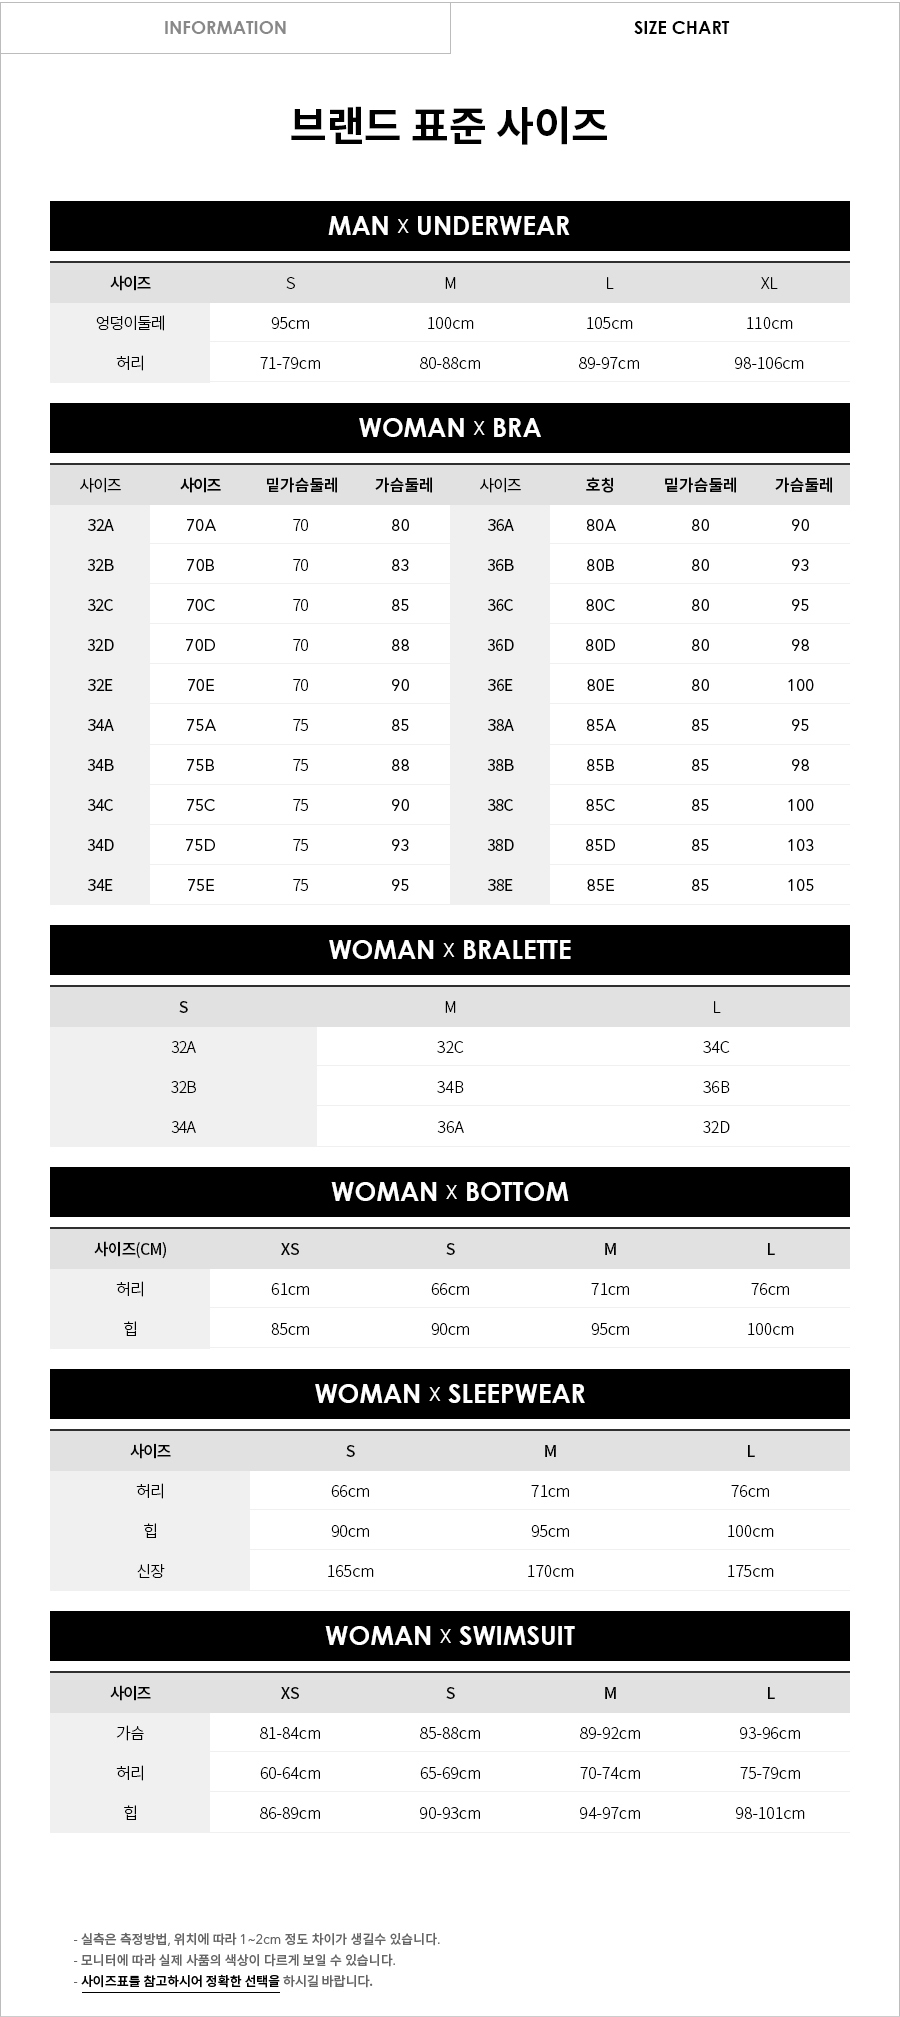 INFORMATION SIZE CHART
브랜드 표준 사이즈
MAN X UNDERWEAR
사이즈 S M L XL
엉덩이둘레 95cm 100cm 105cm 110cm
허리 71-79cm 80-88cm 89-97cm 98-106cm
WOMAN X BRA
사이즈 사이즈 밑가슴둘레 가슴둘레 사이즈 호칭 밑가슴둘레 가슴둘레
32A 70A 70 80 36A 80A 80 90
32B 70B 70 83 36B 80B 80 93
32C 70C 70 85 36C 80C 80 95
32D 70D 70 88 36D 80D 80 98
32E 70E 70 90 36E 80E 80 100
34A 75A 75 85 38A 85A 85 95
34B 75B 75 88 38B 85B 85 98
34C 75C 75 90 38C 85C 85 100
34D 75D 75 93 38D 85D 85 103
34E 75E 75 95 38E 85E 85 105
WOMAN X BRALETTE
S M L
32A 32C 34C
32B 34B 36B
34A 36A 32D
WOMAN X BOTTOM
사이즈(CM) XS S M L
허리 61cm 66cm 71cm 76cm
힙 85cm 90cm 95cm 100cm
WOMAN X SLEEPWEAR
사이즈 S M L
허리 66cm 71cm 76cm
힙 90cm 95cm 100cm
신장 165cm 170cm 175cm
WOMAN X SWIMSUIT
사이즈 XS S M L
가슴 81-84cm 85-88cm 89-92cm 93-96cm
허리 60-64cm 65-69cm 70-74cm 75-79cm
힙 86-89cm 90-93cm 94-97cm 98-101cm
- 실측은 측정방법, 위치에 따라 1~2cm 정도 차이가 생길수 있습니다.
- 모니터에 따라 실제 사품의 색상이 다르게 보일 수 있습니다.
- 사이즈표를 참고하시어 정확한 선택을 하시길 바랍니다.